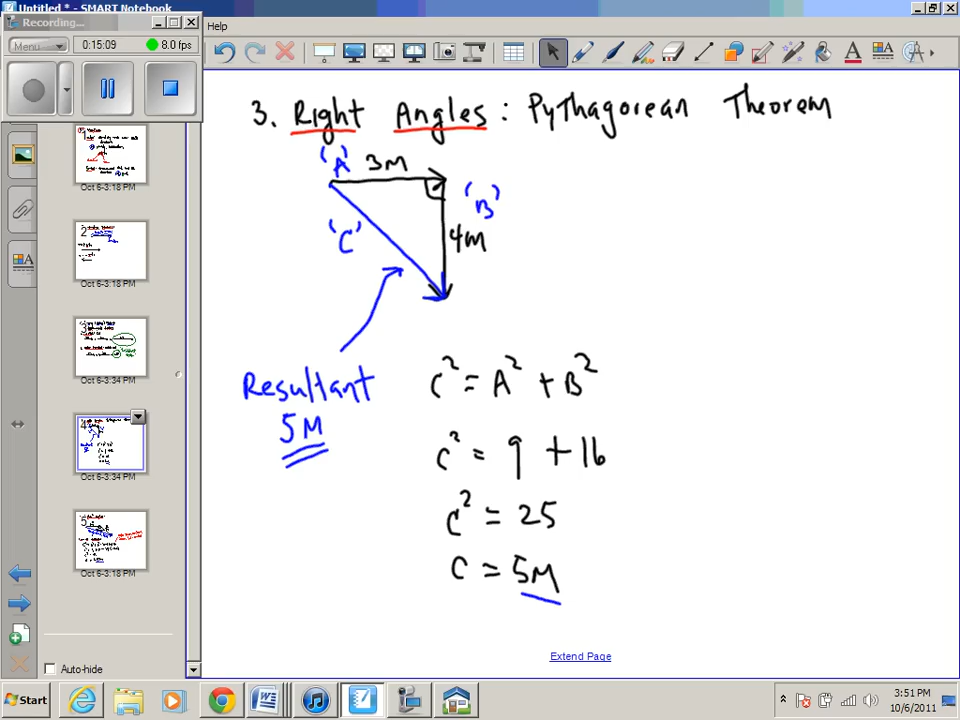 Untitled * - SMART Notebook
Recording...
Help
Menu
0:15:09
8.0 fps
3. Right Angles : Pythagorean Theorem
'A' 3M
'B'
'C'
4m
Resultant
5M
C² = A² + B²
C² = 9 + 16
C² = 25
C = 5M
Oct 6-3:18 PM
2
Oct 6-3:18 PM
Oct 6-3:34 PM
4
Oct 6-3:34 PM
5
Oct 6-3:18 PM
Extend Page
Auto-hide
Start
3:51 PM
10/6/2011